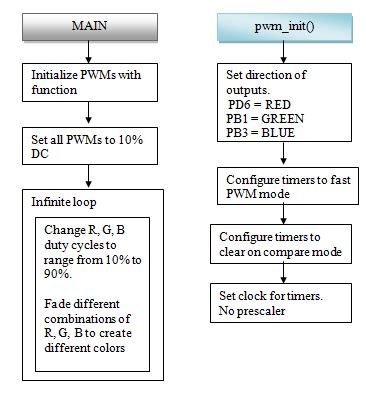 MAIN
Initialize PWMs with
function
Set all PWMs to 10%
DC
Infinite loop
Change R, G, B
duty cycles to
range from 10% to
90%.
Fade different
combinations of
R, G, B to create
different colors
pwm_init()
Set direction of
outputs.
PD6 = RED
PB1 = GREEN
PB3 = BLUE
Configure timers to fast
PWM mode
Configure timers to
clear on compare mode
Set clock for timers.
No prescaler